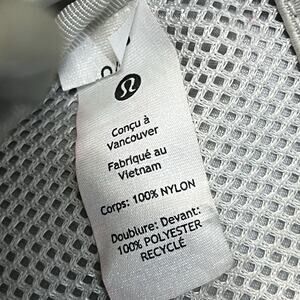 Conçu à
Vancouver
Fabriqué au
Vietnam
Corps: 100% NYLON
Doublure: Devant:
100% POLYESTER
RECYCLÉ